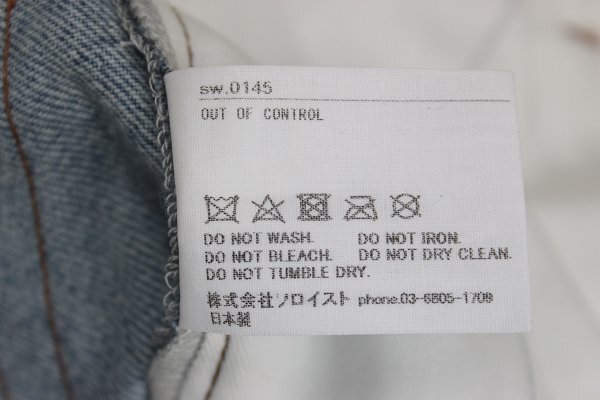 sw.0145
OUT OF CONTROL
DO NOT WASH. DO NOT IRON.
DO NOT BLEACH. DO NOT DRY CLEAN.
DO NOT TUMBLE DRY.
株式会社ソロイスト phone.03-6805-1709
日本製